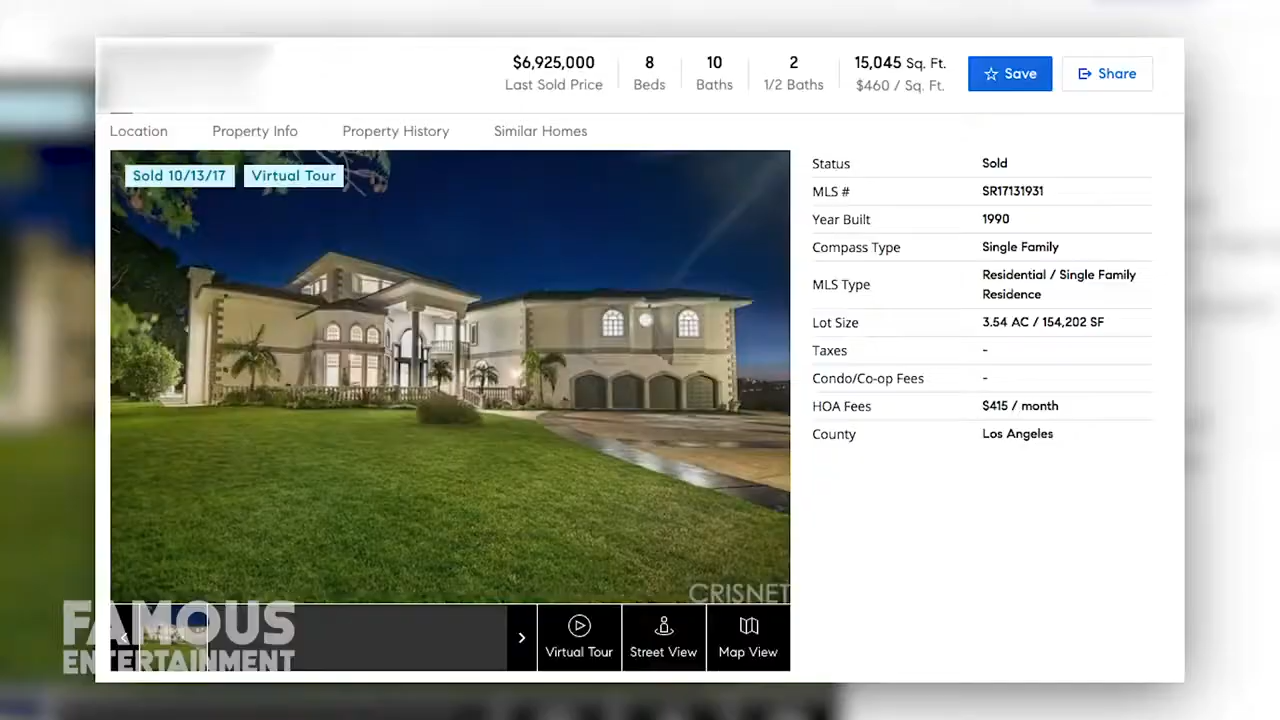 $6,925,000
Last Sold Price
8
Beds
10
Baths
2
1/2 Baths
15,045 Sq. Ft.
$460 / Sq. Ft.
Save
Share
Location
Property Info
Property History
Similar Homes
Sold 10/13/17
Virtual Tour
Status
Sold
MLS #
SR17131931
Year Built
1990
Compass Type
Single Family
MLS Type
Residential / Single Family
Residence
Lot Size
3.54 AC / 154,202 SF
Taxes
-
Condo/Co-op Fees
-
HOA Fees
$415 / month
County
Los Angeles
CRISNET
Virtual Tour
Street View
Map View
FAMOUS
ENTERTAINMENT